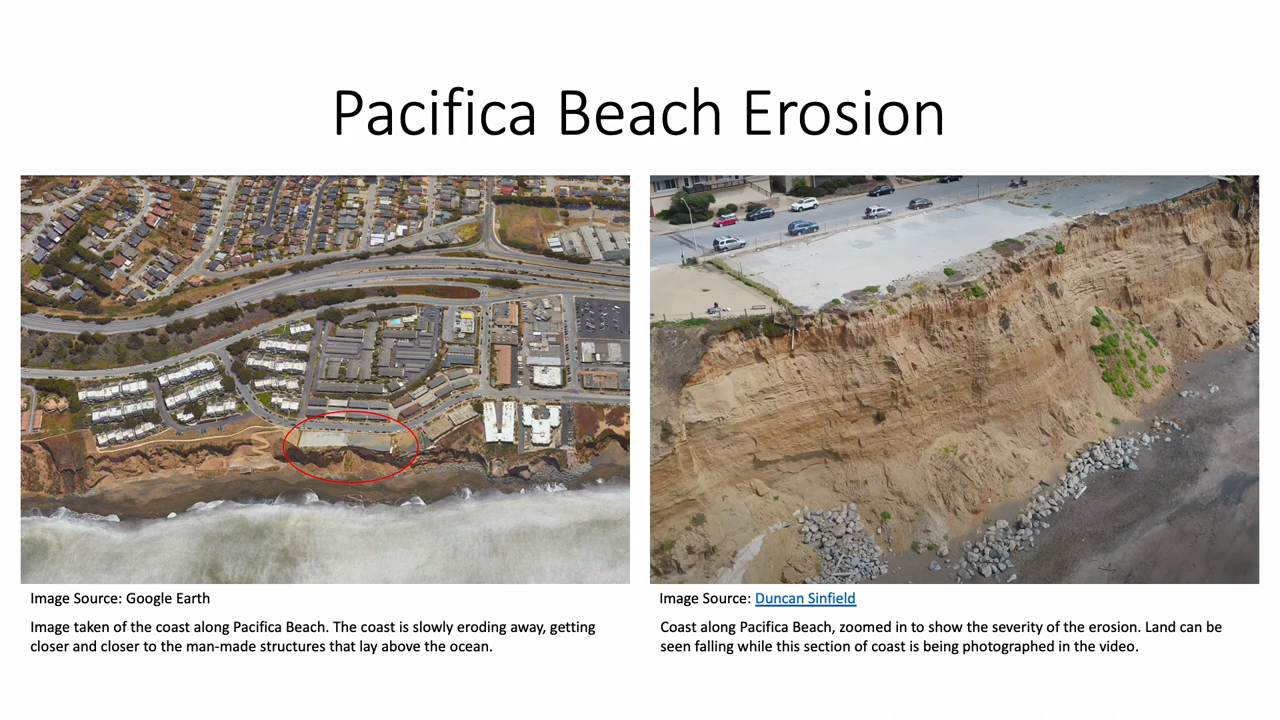 Pacifica Beach Erosion
Image Source: Google Earth
Image taken of the coast along Pacifica Beach. The coast is slowly eroding away, getting
closer and closer to the man-made structures that lay above the ocean.
Image Source: Duncan Sinfield
Coast along Pacifica Beach, zoomed in to show the severity of the erosion. Land can be
seen falling while this section of coast is being photographed in the video.